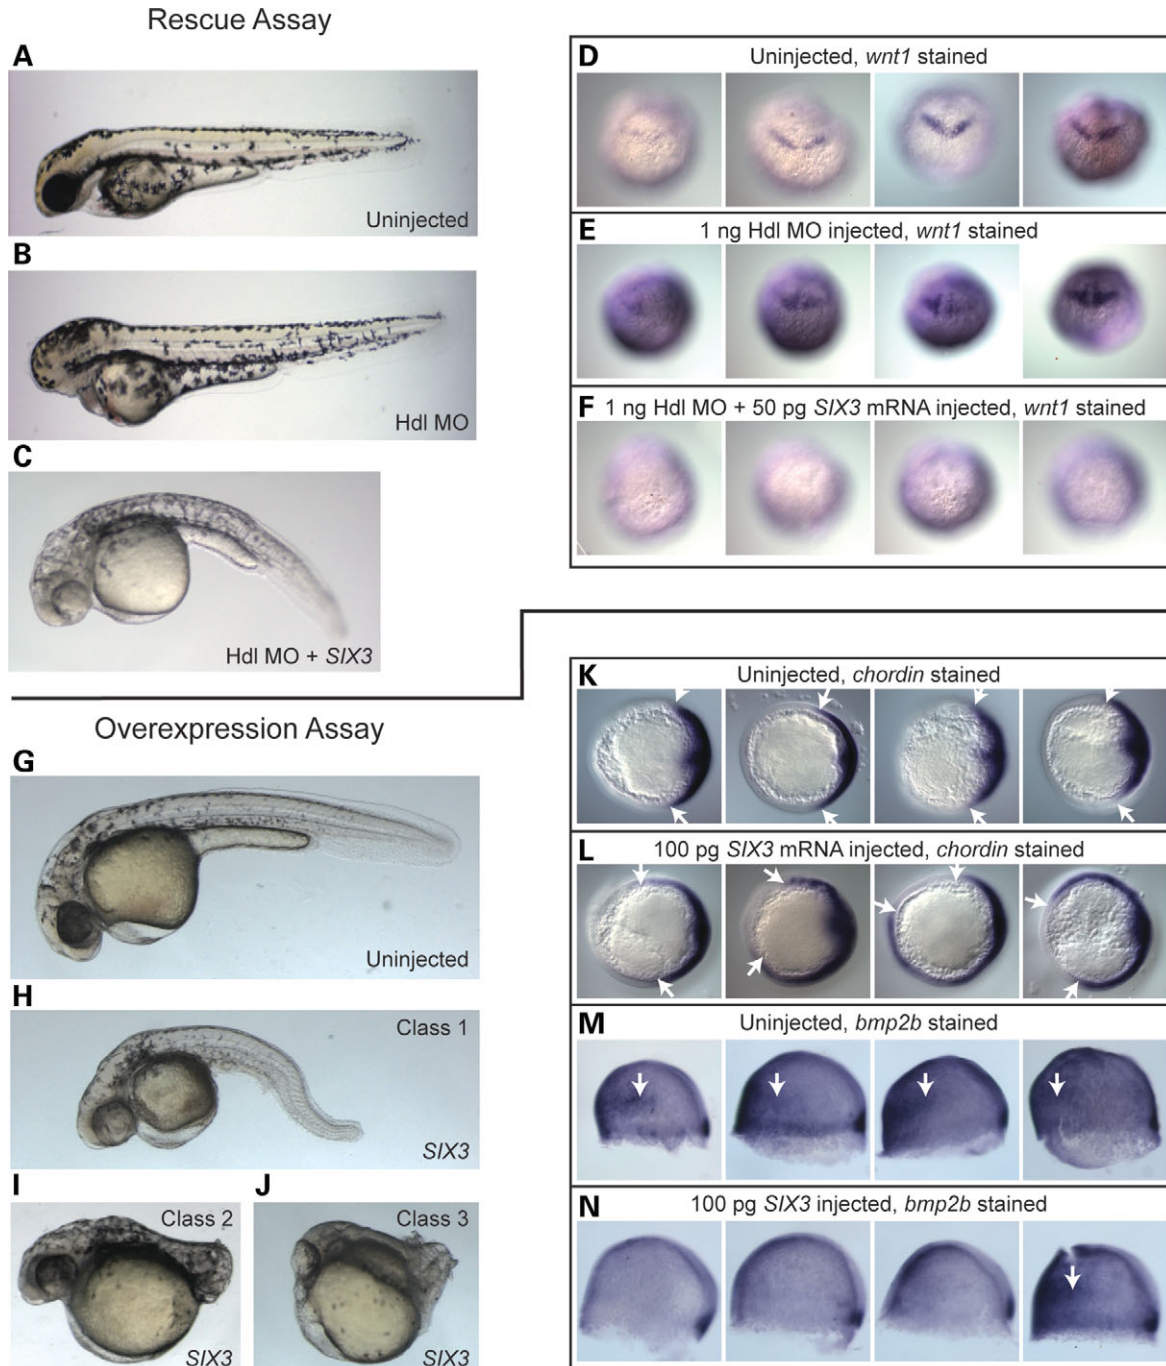 Rescue Assay
A
Uninjected
B
Hdl MO
C
Hdl MO + SIX3
D
Uninjected, wnt1 stained
E
1 ng Hdl MO injected, wnt1 stained
F
1 ng Hdl MO + 50 pg SIX3 mRNA injected, wnt1 stained
Overexpression Assay
G
Uninjected
H
Class 1
SIX3
I
Class 2
SIX3
J
Class 3
SIX3
K
Uninjected, chordin stained
L
100 pg SIX3 mRNA injected, chordin stained
M
Uninjected, bmp2b stained
N
100 pg SIX3 injected, bmp2b stained